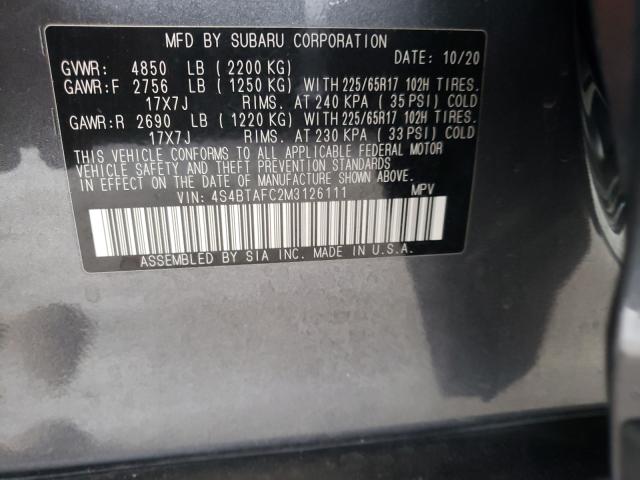 MFD BY SUBARU CORPORATION
DATE: 10/20
GVWR: 4850 LB (2200 KG)
GAWR:F 2756 LB (1250 KG) WITH 225/65R17 102H TIRES.
17X7J RIMS. AT 240 KPA (35 PSI) COLD
GAWR:R 2690 LB (1220 KG) WITH 225/65R17 102H TIRES.
17X7J RIMS. AT 230 KPA (33 PSI) COLD
THIS VEHICLE CONFORMS TO ALL APPLICABLE FEDERAL MOTOR
VEHICLE SAFETY AND THEFT PREVENTION STANDARDS
IN EFFECT ON THE DATE OF MANUFACTURE SHOWN ABOVE.
VIN: 4S4BTAFC2M3126111 MPV
ASSEMBLED BY SIA INC. MADE IN U.S.A.